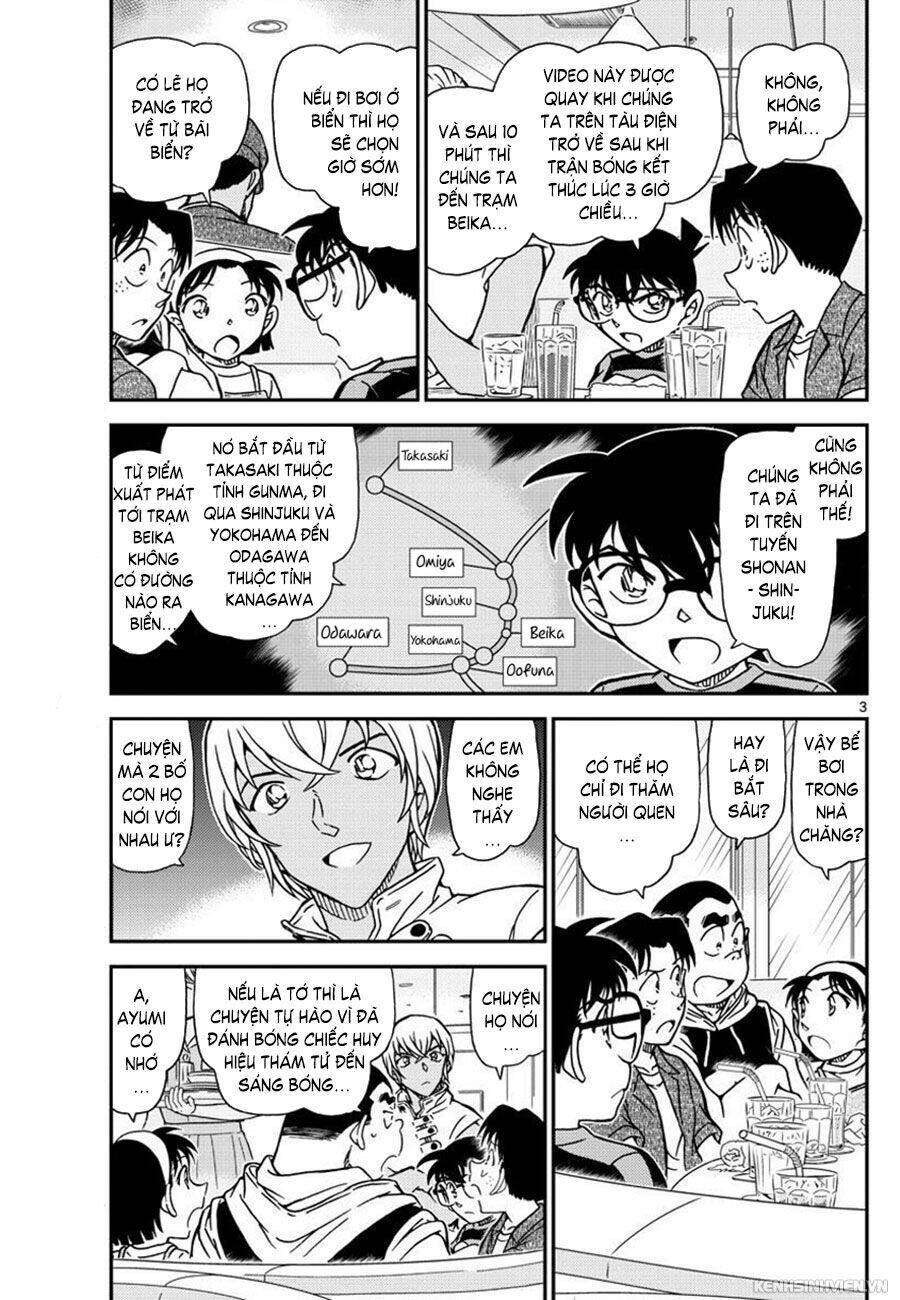 KHÔNG,
KHÔNG
PHẢI...
VIDEO NÀY ĐƯỢC
QUAY KHI CHÚNG
TA TRÊN TÀU ĐIỆN
TRỞ VỀ SAU KHI
TRẬN BÓNG KẾT
THÚC LÚC 3 GIỜ
CHIỀU...
VÀ SAU 10
PHÚT THÌ
CHÚNG TA
ĐẾN TRẠM
BEIKA...
NẾU ĐI BƠI Ở
BIỂN THÌ HỌ
SẼ CHỌN
GIỜ SỚM
HƠN!
CÓ LẼ HỌ
ĐANG TRỞ
VỀ TỪ BÃI
BIỂN?
CŨNG
KHÔNG
PHẢI
THẾ!
CHÚNG
TA ĐÃ
ĐI TRÊN
TUYẾN
SHONAN
- SHIN-
JUKU!
NÓ BẮT ĐẦU TỪ
TAKASAKI THUỘC
TỈNH GUNMA, ĐI
QUA SHINJUKU VÀ
YOKOHAMA ĐẾN
ODAGAWA
THUỘC TỈNH
KANAGAWA
...
TỪ ĐIỂM
XUẤT PHÁT
TỚI TRẠM
BEIKA
KHÔNG
CÓ ĐƯỜNG
NÀO RA
BIỂN...
Takasaki
Omiya
Shinjuku
Odawara
Yokohama
Beika
Oofuna
3
VẬY BỂ
BƠI TRONG
NHÀ
CHĂNG?
HAY
LÀ ĐI
BẮT
SÂU?
CÓ THỂ HỌ
CHỈ ĐI THĂM
NGƯỜI QUEN
...
CÁC EM
KHÔNG
NGHE
THẤY
...
CHUYỆN
MÀ 2 BỐ
CON HỌ
NÓI VỚI
NHAU Ư?
CHUYỆN
HỌ NÓI
...
NẾU LÀ TỚ THÌ LÀ
CHUYỆN TỰ HÀO VÌ ĐÃ
ĐÁNH BÓNG CHIẾC HUY
HIỆU THÁM TỬ ĐẾN
SÁNG BÓNG...
A,
AYUMI
CÓ
NHỚ
...
KENHSINHVIEN.VN